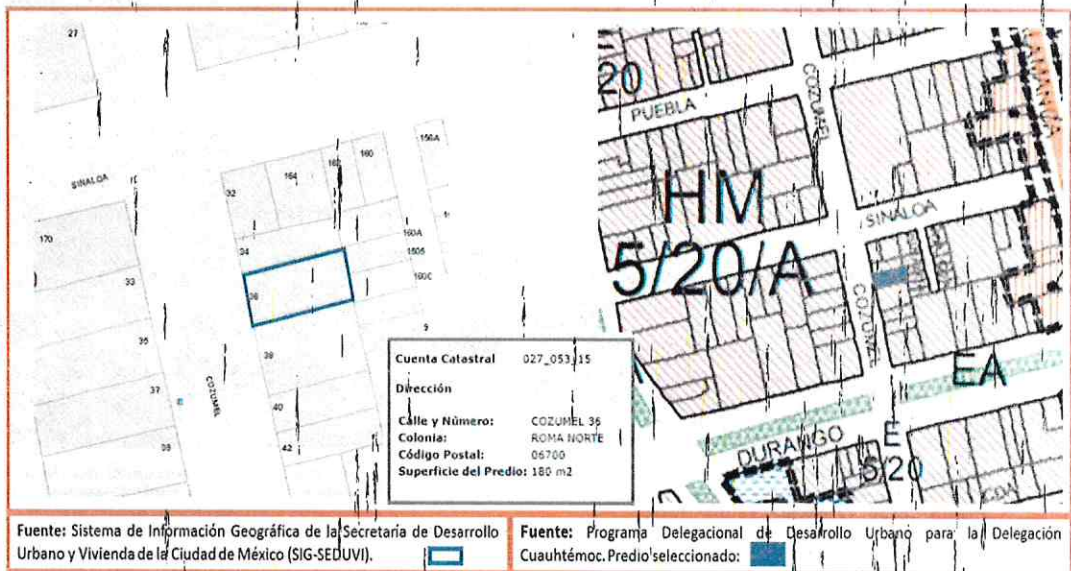 27
SINALOA
170
33
35
37
39
COZUMEL
32
164
162
160
156A
34
160A
160B
160C
36
38
40
42
9
Cuenta Catastral 027_053_15
Dirección
Calle y Número: COZUMEL 36
Colonia: ROMA NORTE
Código Postal: 06700
Superficie del Predio: 180 m2
20
PUEBLA
COZUMEL
HM
5/20/A
SINALOA
COZUMEL
EA
DURANGO
E
5/20
CDA
Fuente: Sistema de Información Geográfica de la Secretaría de Desarrollo
Urbano y Vivienda de la Ciudad de México (SIG-SEDUVI).
Fuente: Programa Delegacional de Desarrollo Urbano para la Delegación
Cuauhtémoc. Predio seleccionado: